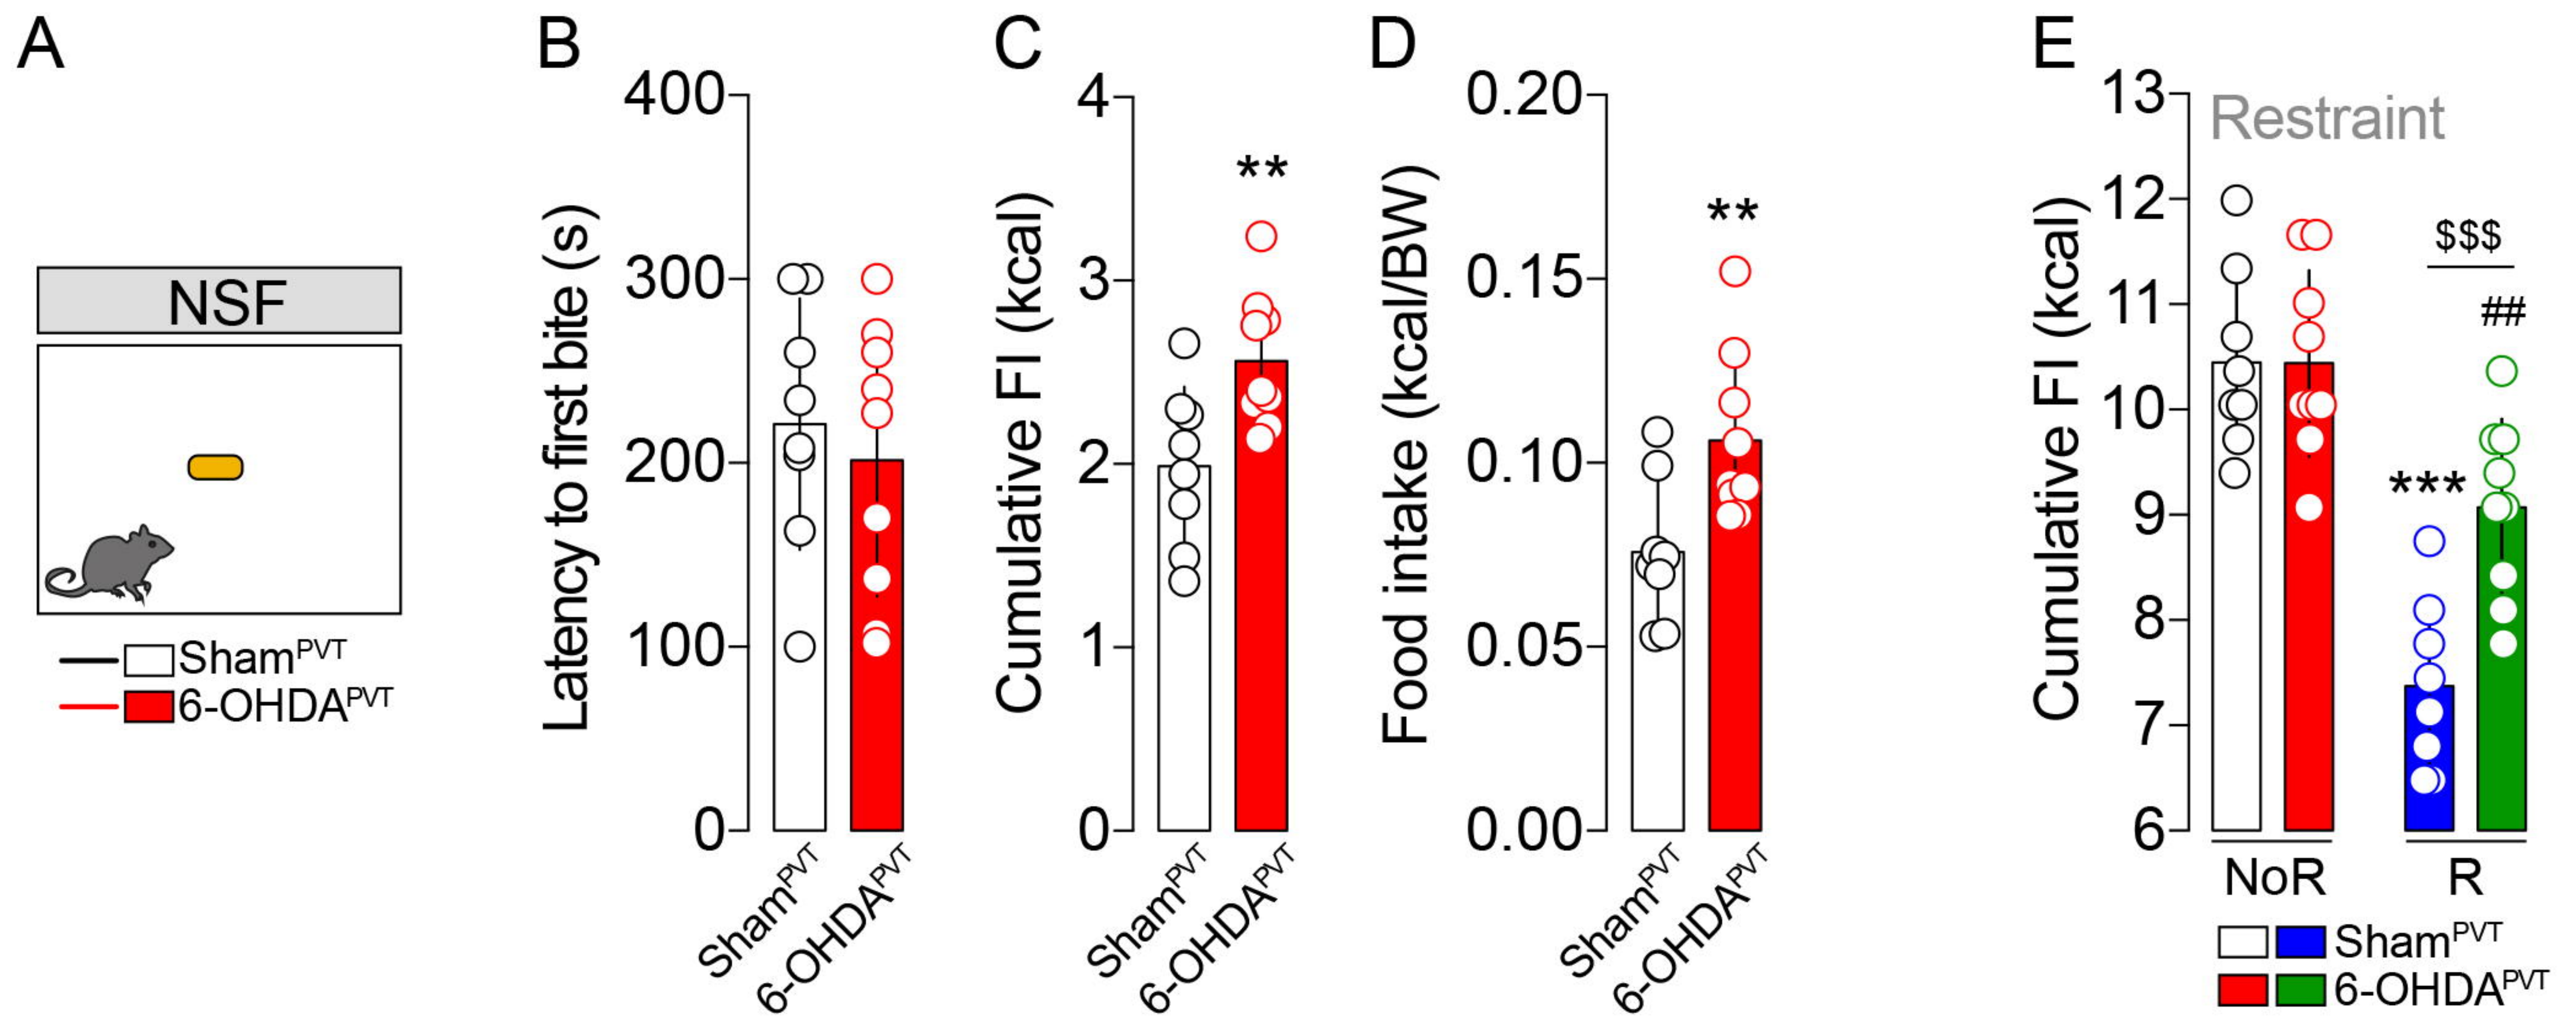 A
NSF
Sham^PVT
6-OHDA^PVT
B
Latency to first bite (s)
400
300
200
100
0
Sham^PVT
6-OHDA^PVT
C
Cumulative FI (kcal)
4
3
2
1
0
**
Sham^PVT
6-OHDA^PVT
D
Food intake (kcal/BW)
0.20
0.15
0.10
0.05
0.00
**
Sham^PVT
6-OHDA^PVT
E
Cumulative FI (kcal)
13
12
11
10
9
8
7
6
Restraint
$$$
##
***
NoR
R
Sham^PVT
6-OHDA^PVT